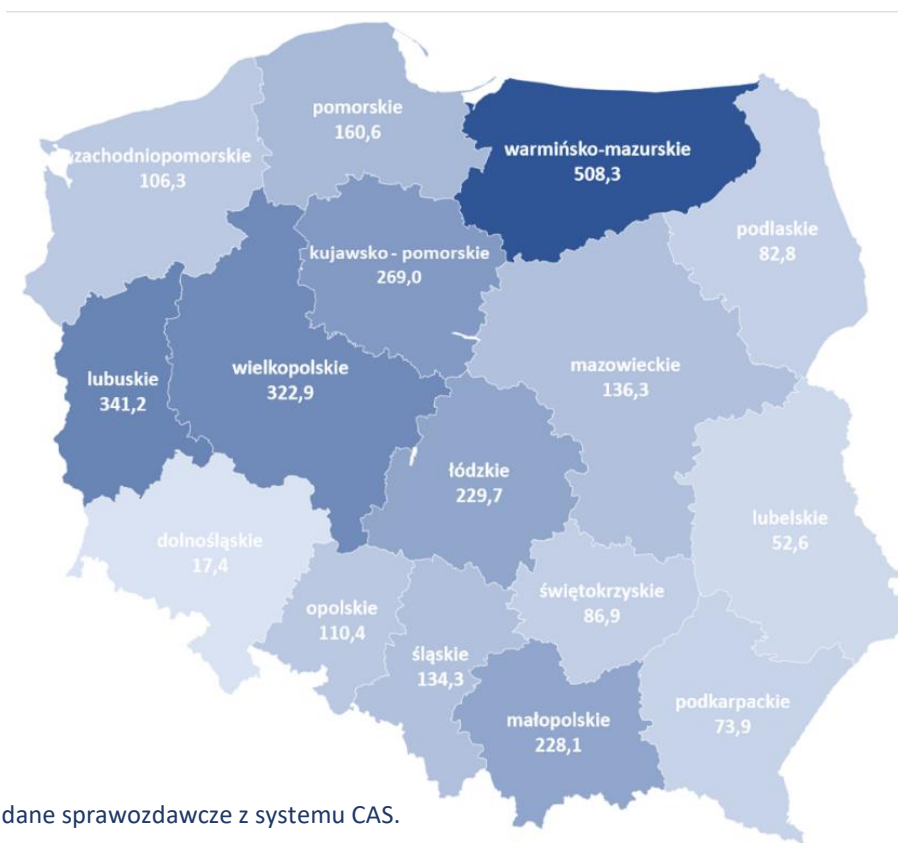 pomorskie
160,6
warmińsko-mazurskie
508,3
zachodniopomorskie
106,3
podlaskie
82,8
kujawsko - pomorskie
269,0
mazowieckie
136,3
wielkopolskie
322,9
lubuskie
341,2
łódzkie
229,7
lubelskie
52,6
dolnośląskie
17,4
świętokrzyskie
86,9
opolskie
110,4
śląskie
134,3
podkarpackie
73,9
małopolskie
228,1
dane sprawozdawcze z systemu CAS.